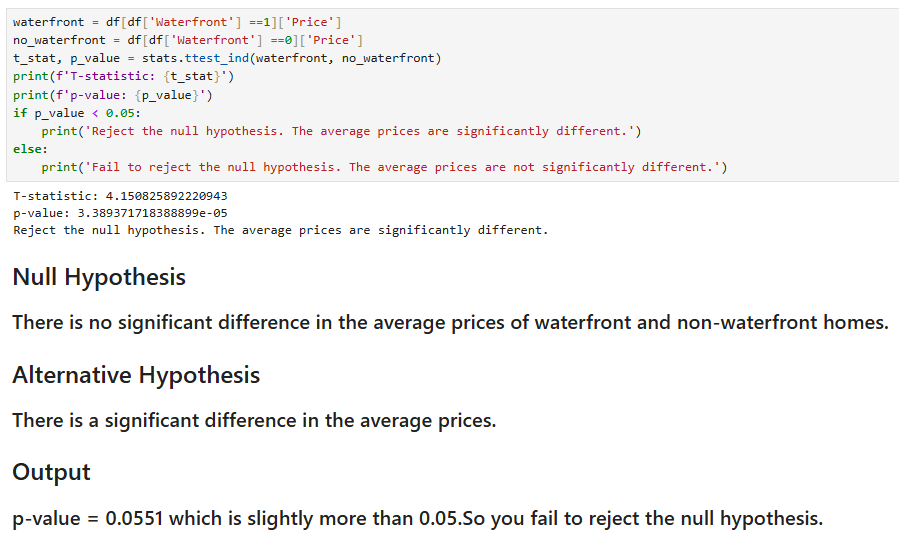 waterfront = df[df['Waterfront'] ==1]['Price']
no_waterfront = df[df['Waterfront'] ==0]['Price']
t_stat, p_value = stats.ttest_ind(waterfront, no_waterfront)
print(f'T-statistic: {t_stat}')
print(f'p-value: {p_value}')
if p_value < 0.05:
    print('Reject the null hypothesis. The average prices are significantly different.')
else:
    print('Fail to reject the null hypothesis. The average prices are not significantly different.')
T-statistic: 4.150825892220943
p-value: 3.389371718388899e-05
Reject the null hypothesis. The average prices are significantly different.
Null Hypothesis
There is no significant difference in the average prices of waterfront and non-waterfront homes.
Alternative Hypothesis
There is a significant difference in the average prices.
Output
p-value = 0.0551 which is slightly more than 0.05.So you fail to reject the null hypothesis.